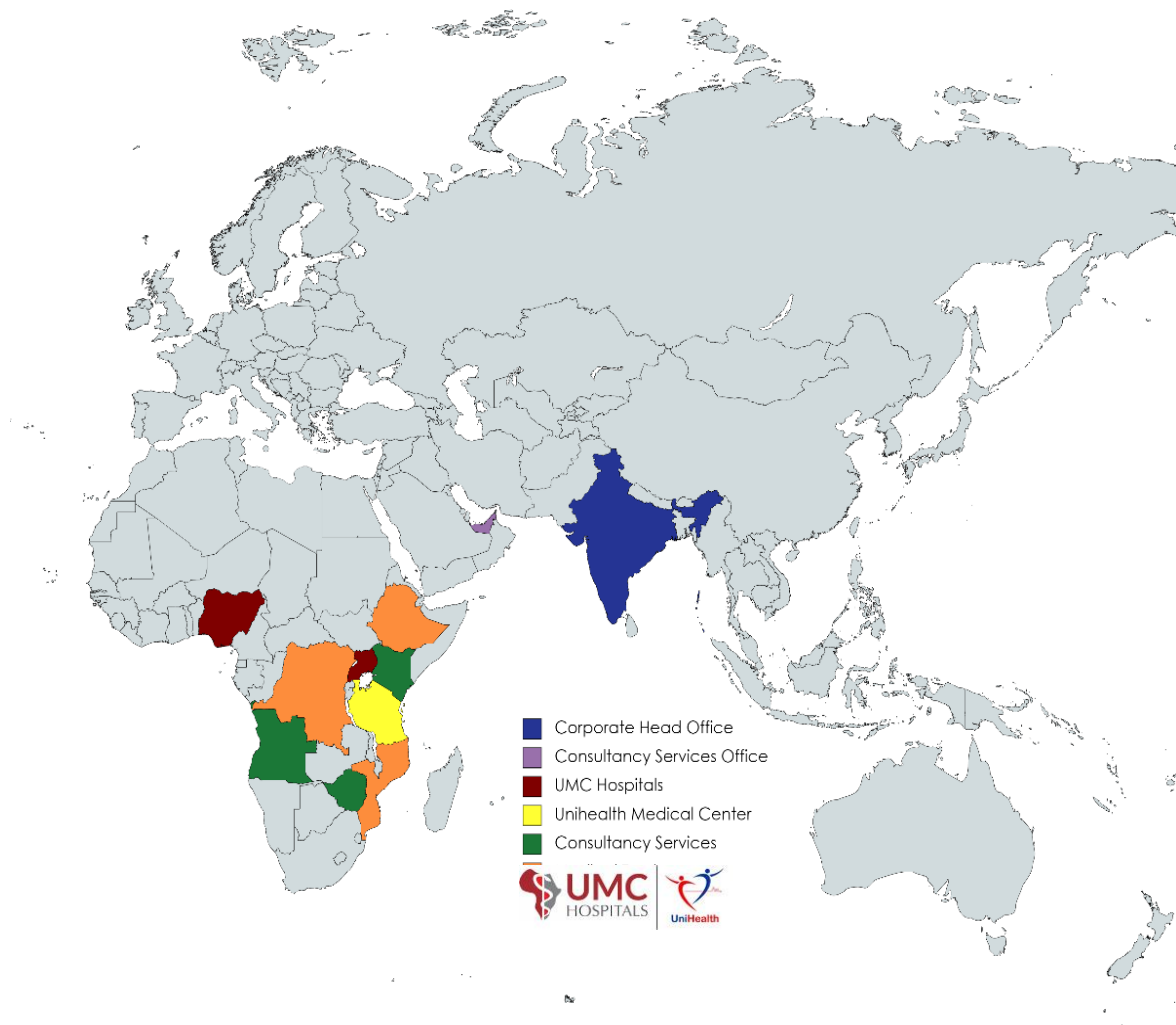 Corporate Head Office
Consultancy Services Office
UMC Hospitals
Unihealth Medical Center
Consultancy Services
UMC
HOSPITALS
UniHealth